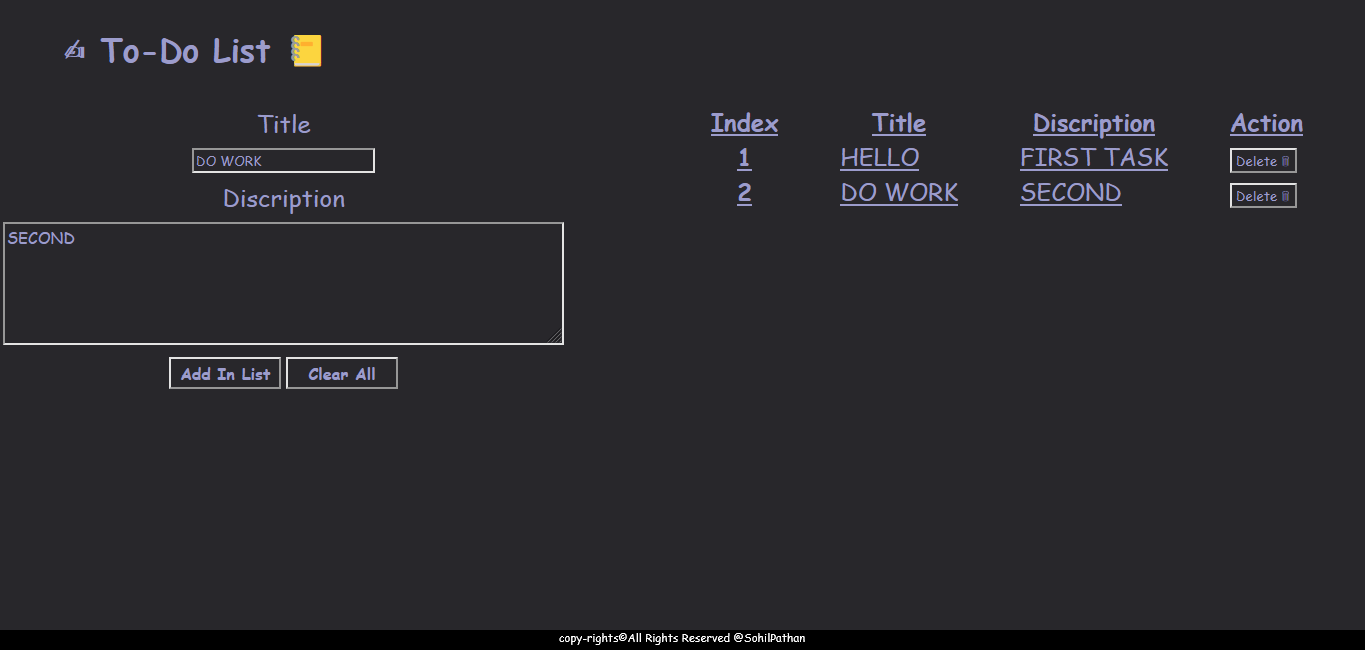 ✍ To-Do List 📒
Title
DO WORK
Discription
SECOND
Add In List Clear All
Index Title Discription Action
1 HELLO FIRST TASK Delete 🗑
2 DO WORK SECOND Delete 🗑
copy-rights©All Rights Reserved @SohilPathan